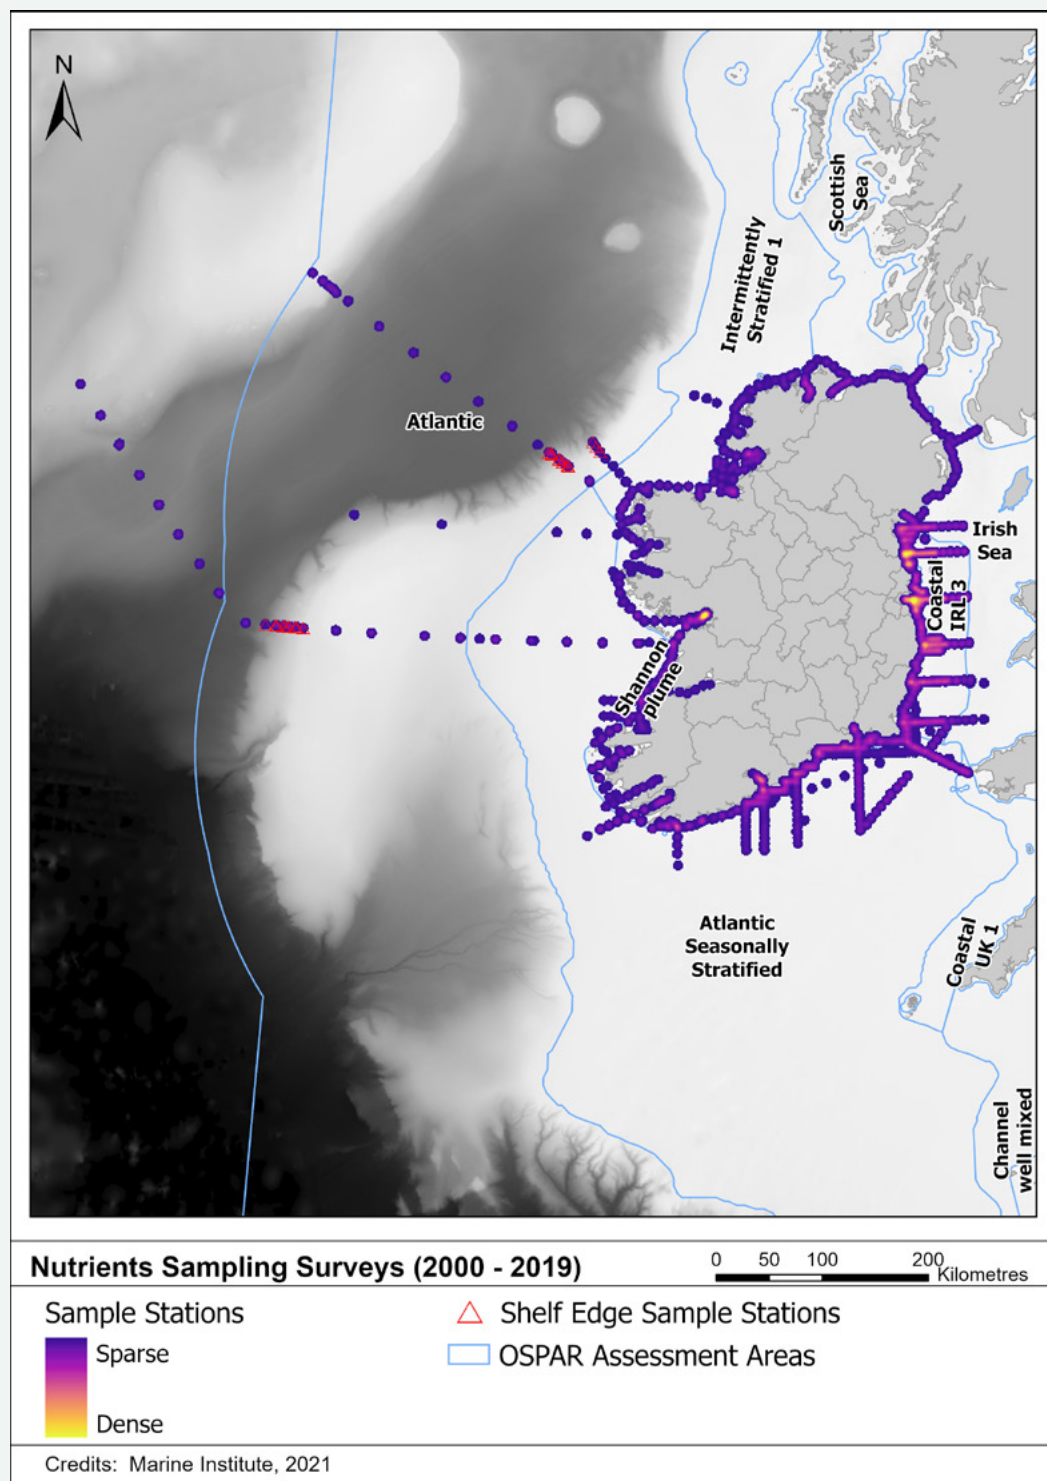 N
Scottish
Sea
Intermittently
Stratified 1
Atlantic
Irish
Sea
Coastal
IRL 3
Shannon
plume
Atlantic
Seasonally
Stratified
Coastal
UK 1
Channel
well mixed
Nutrients Sampling Surveys (2000 - 2019)
0 50 100 200
Kilometres
Sample Stations
Sparse
Dense
Shelf Edge Sample Stations
OSPAR Assessment Areas
Credits: Marine Institute, 2021